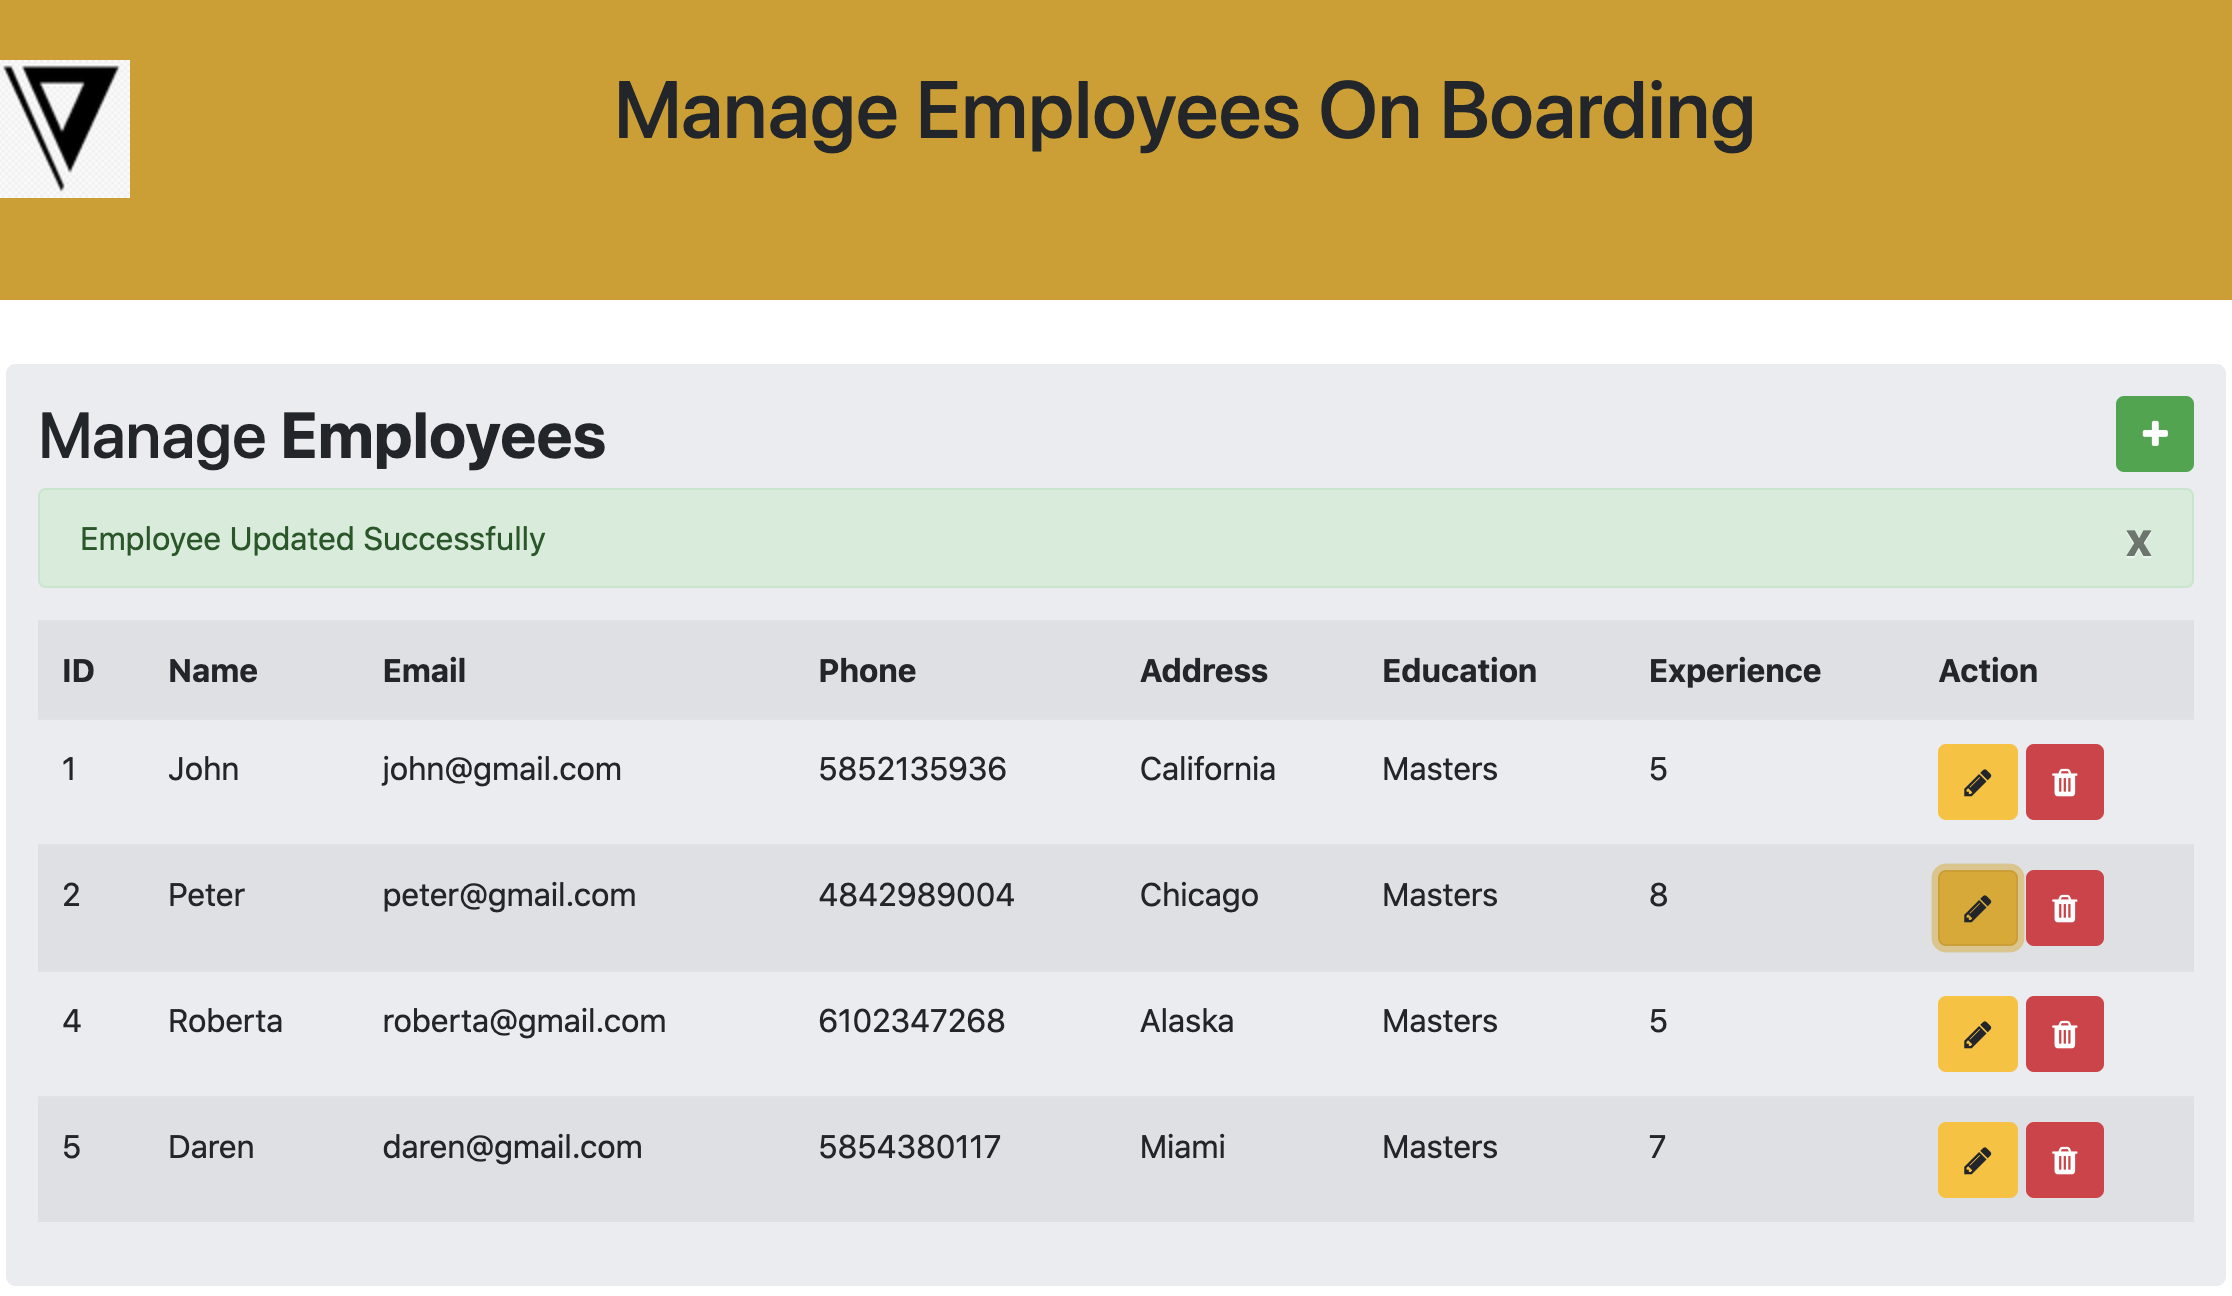 Manage Employees On Boarding
Manage Employees
Employee Updated Successfully x
ID Name Email Phone Address Education Experience Action
1 John john@gmail.com 5852135936 California Masters 5
2 Peter peter@gmail.com 4842989004 Chicago Masters 8
4 Roberta roberta@gmail.com 6102347268 Alaska Masters 5
5 Daren daren@gmail.com 5854380117 Miami Masters 7